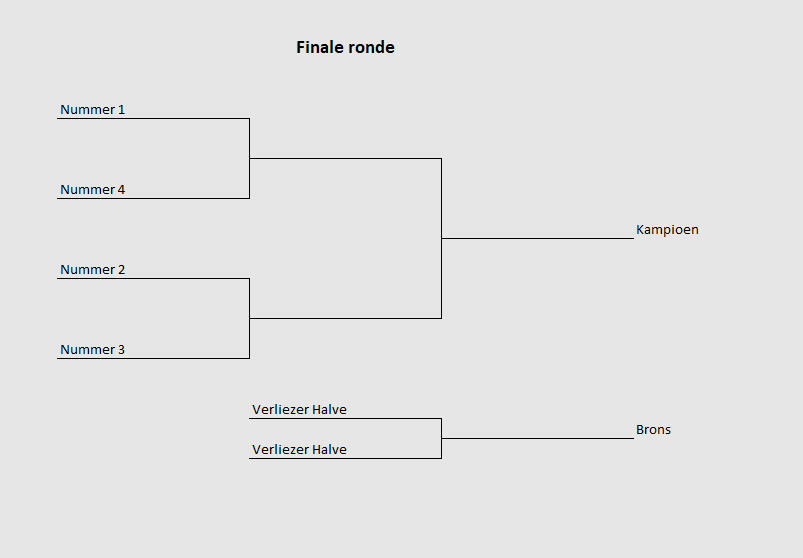 Finale ronde
Nummer 1
Nummer 4
Kampioen
Nummer 2
Nummer 3
Verliezer Halve
Brons
Verliezer Halve